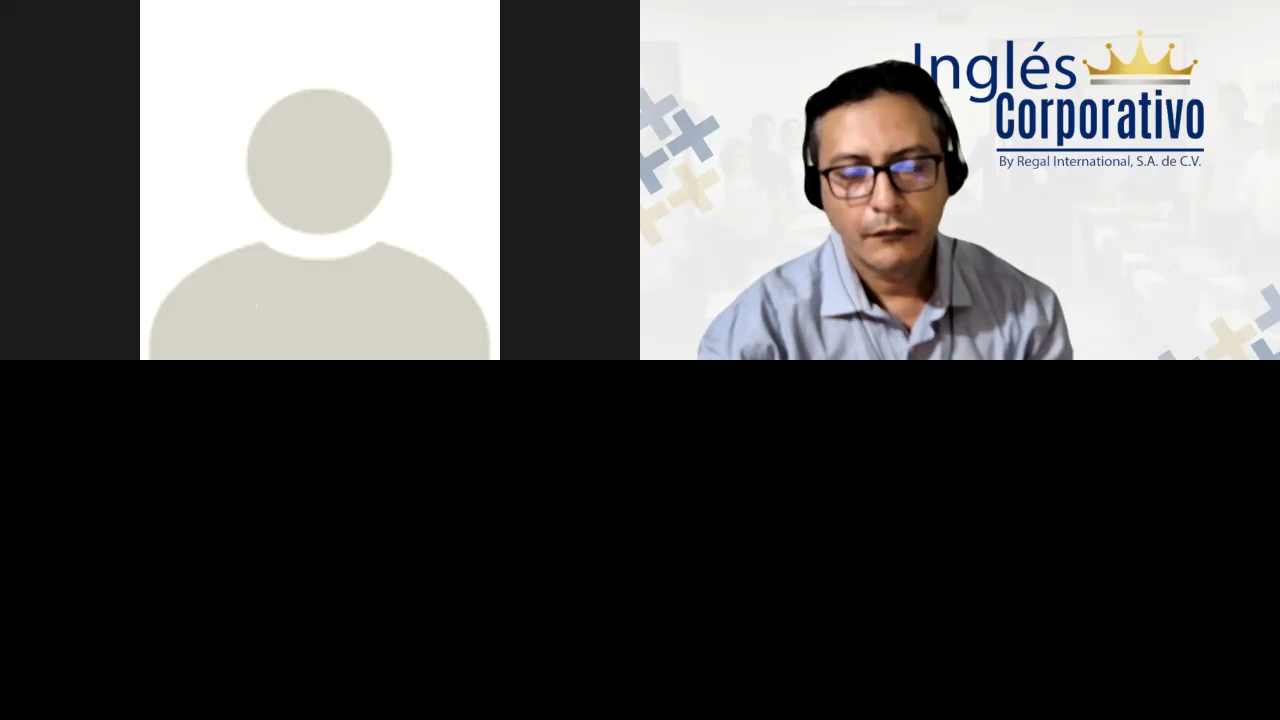 Inglés
Corporativo
By Regal International, S.A. de C.V.